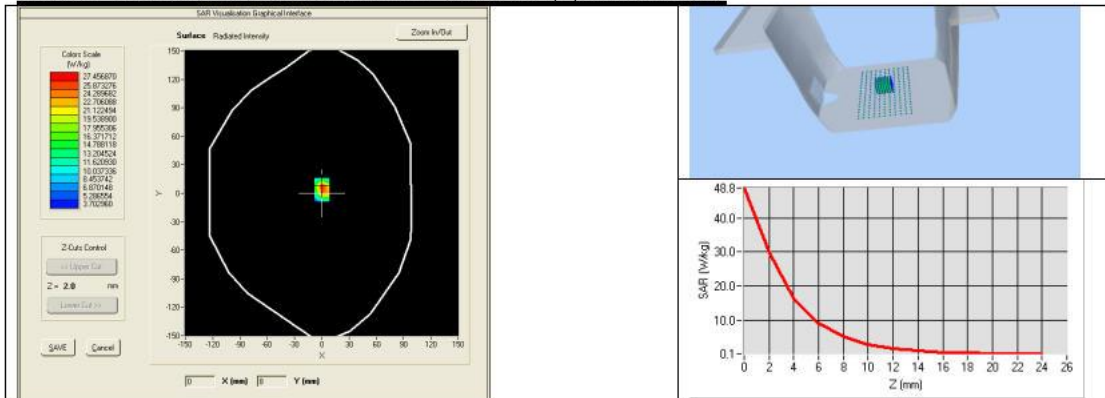 SAR Visualisation Graphical Interface
Surface Radiated Intensity
Zoom In/Out
Colors Scale
(W/kg)
27.456870
25.873276
24.289682
22.706088
21.122494
19.538900
17.955306
16.371712
14.788118
13.204524
11.620930
10.037336
8.453742
6.870148
5.286554
3.702960
Z-Cuts Control
<< Upper Cut
Z = 2.0 mm
Lower Cut >>
SAVE Cancel
150-
120-
90-
60-
30-
0-
-30-
-60-
-90-
-120-
-150-
Y
-150 -120 -90 -60 -30 0 30 60 90 120 150
X
0 X (mm) 0 Y (mm)
48.8-
40.0-
30.0-
20.0-
10.0-
0.1-
SAR (W/kg)
0 2 4 6 8 10 12 14 16 18 20 22 24 26
Z (mm)